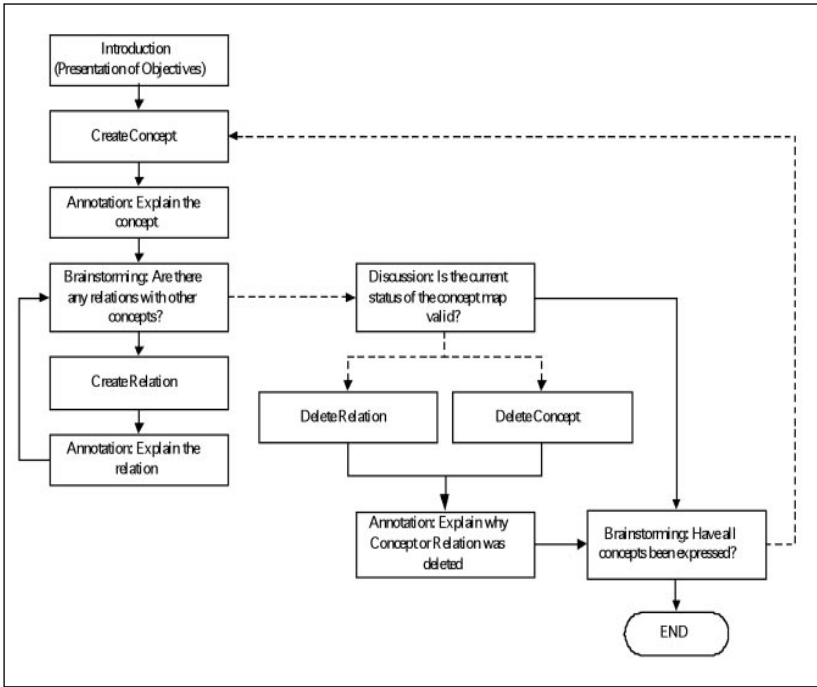 Introduction
(Presentation of Objectives)
Create Concept
Annotation: Explain the
concept
Brainstorming: Are there
any relations with other
concepts?
Discussion: Is the current
status of the concept map
valid?
Create Relation
Delete Relation
Delete Concept
Annotation: Explain the
relation
Annotation: Explain why
Concept or Relation was
deleted
Brainstorming: Have all
concepts been expressed?
END